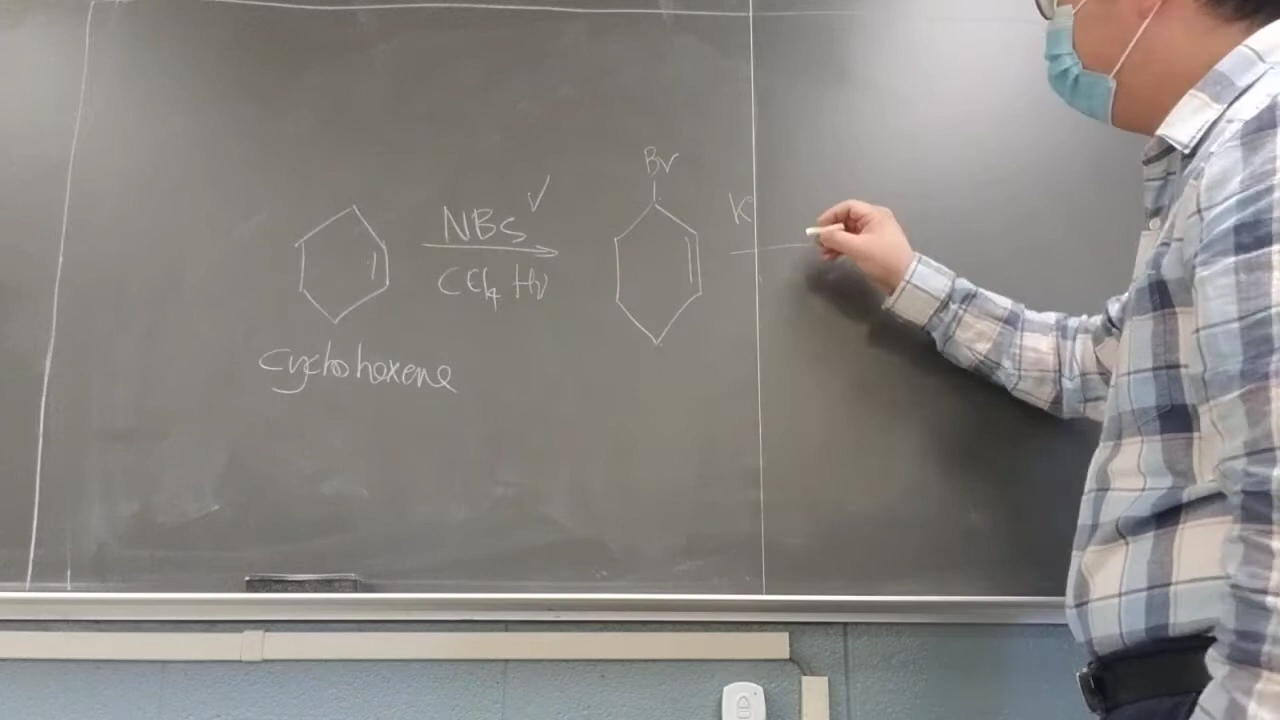 Br
NBS ✓
K
CCl4 hν
cyclohexene